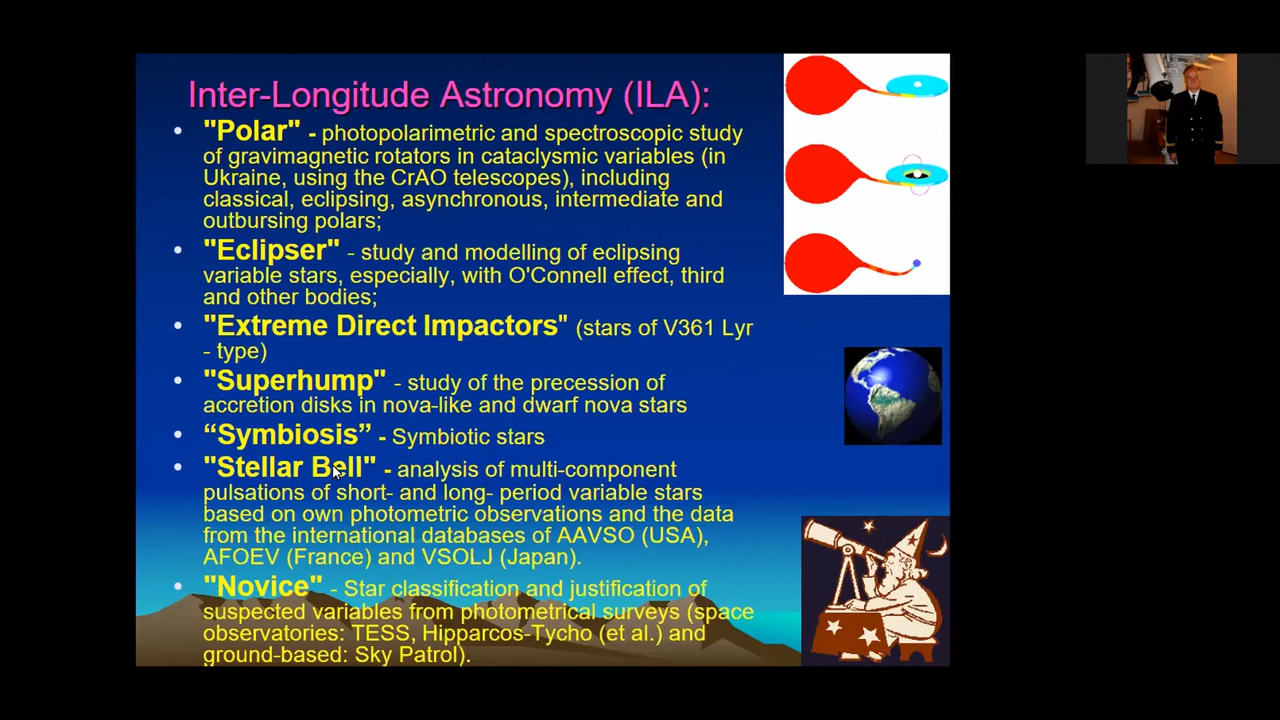 Inter-Longitude Astronomy (ILA):
• "Polar" - photopolarimetric and spectroscopic study
of gravimagnetic rotators in cataclysmic variables (in
Ukraine, using the CrAO telescopes), including
classical, eclipsing, asynchronous, intermediate and
outbursing polars;
• "Eclipser" - study and modelling of eclipsing
variable stars, especially, with O'Connell effect, third
and other bodies;
• "Extreme Direct Impactors" (stars of V361 Lyr
- type)
• "Superhump" - study of the precession of
accretion disks in nova-like and dwarf nova stars
• “Symbiosis” - Symbiotic stars
• "Stellar Bell" - analysis of multi-component
pulsations of short- and long- period variable stars
based on own photometric observations and the data
from the international databases of AAVSO (USA),
AFOEV (France) and VSOLJ (Japan).
• "Novice" - Star classification and justification of
suspected variables from photometrical surveys (space
observatories: TESS, Hipparcos-Tycho (et al.) and
ground-based: Sky Patrol).